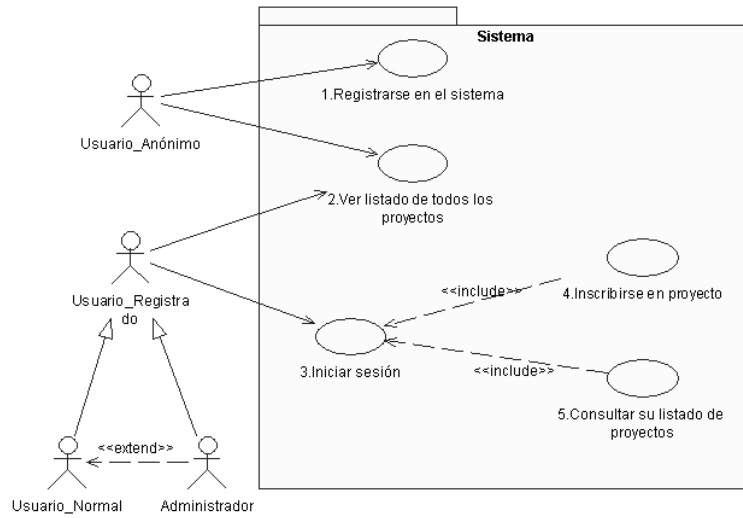 Sistema
1.Registrarse en el sistema
Usuario_Anónimo
2.Ver listado de todos los
proyectos
Usuario_Registra
do
<<include>>
4.Inscribirse en proyecto
3.Iniciar sesión
<<include>>
5.Consultar su listado de
proyectos
<<extend>>
Usuario_Normal
Administrador